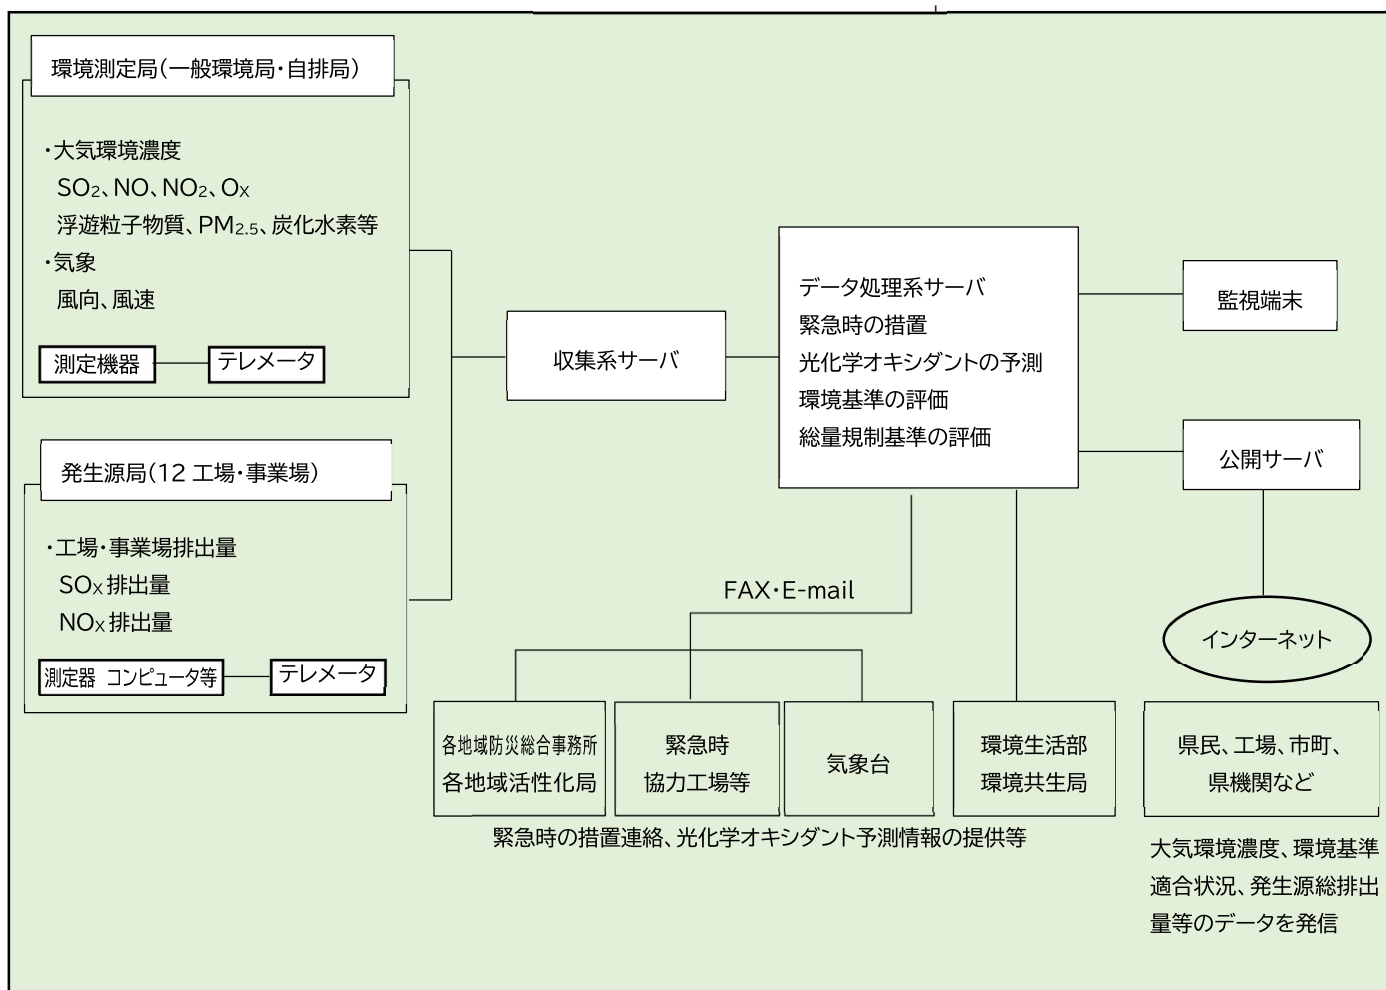 環境測定局(一般環境局・自排局)
・大気環境濃度
SO₂、NO、NO₂、Oₓ
浮遊粒子物質、PM₂.₅、炭化水素等
・気象
風向、風速
測定機器
テレメータ
発生源局(12 工場・事業場)
・工場・事業場排出量
SOₓ排出量
NOₓ排出量
測定器 コンピュータ等
テレメータ
収集系サーバ
データ処理系サーバ
緊急時の措置
光化学オキシダントの予測
環境基準の評価
総量規制基準の評価
監視端末
公開サーバ
インターネット
FAX・E-mail
各地域防災総合事務所
各地域活性化局
緊急時
協力工場等
気象台
環境生活部
環境共生局
県民、工場、市町、
県機関など
緊急時の措置連絡、光化学オキシダント予測情報の提供等
大気環境濃度、環境基準
適合状況、発生源総排出
量等のデータを発信